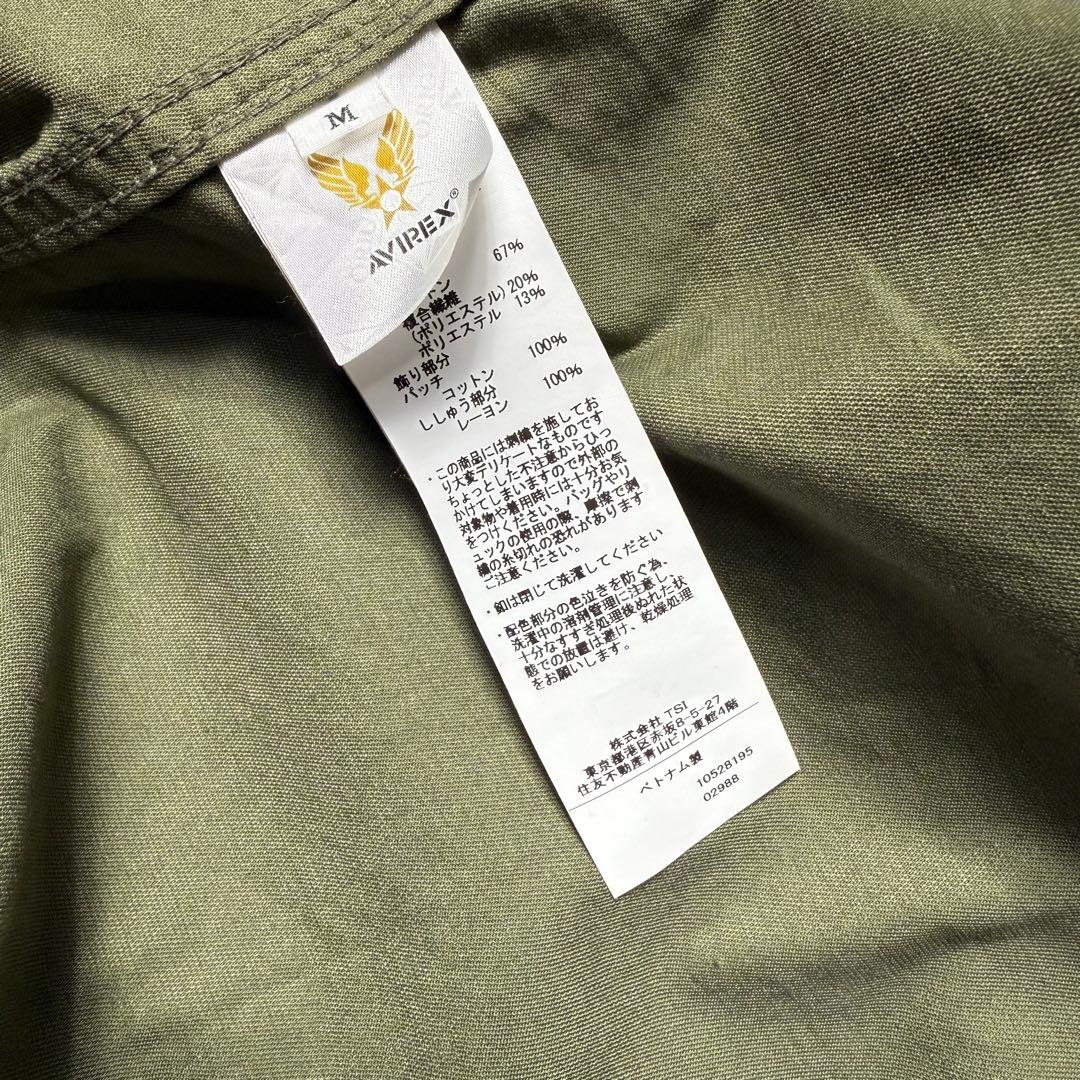 M
AVIREX®
67%
トン
複合繊維
(ポリエステル) 20%
ポリエステル 13%
飾り部分
パッチ
コットン 100%
ししゅう部分
レーヨン 100%
・この商品には刺繍を施してお
り大変デリケートなものです
ちょっとした不注意からひっ
かけてしまいますので外部の
対象物や着用時には十分お気
をつけください。バッグやリ
ュックの使用の際、摩擦で刺
繍の糸切れの恐れがあります
ご注意ください。
・釦は閉じて洗濯してください
・配色部分の色泣きを防ぐ為、
洗濯中の溶剤管理に注意し、
十分なすすぎ処理後ぬれた状
態での放置は避け、乾燥処理
をお願いします。
株式会社 TSI
東京都港区赤坂8-5-27
住友不動産青山ビル東館4階
ベトナム製 10528195
02988